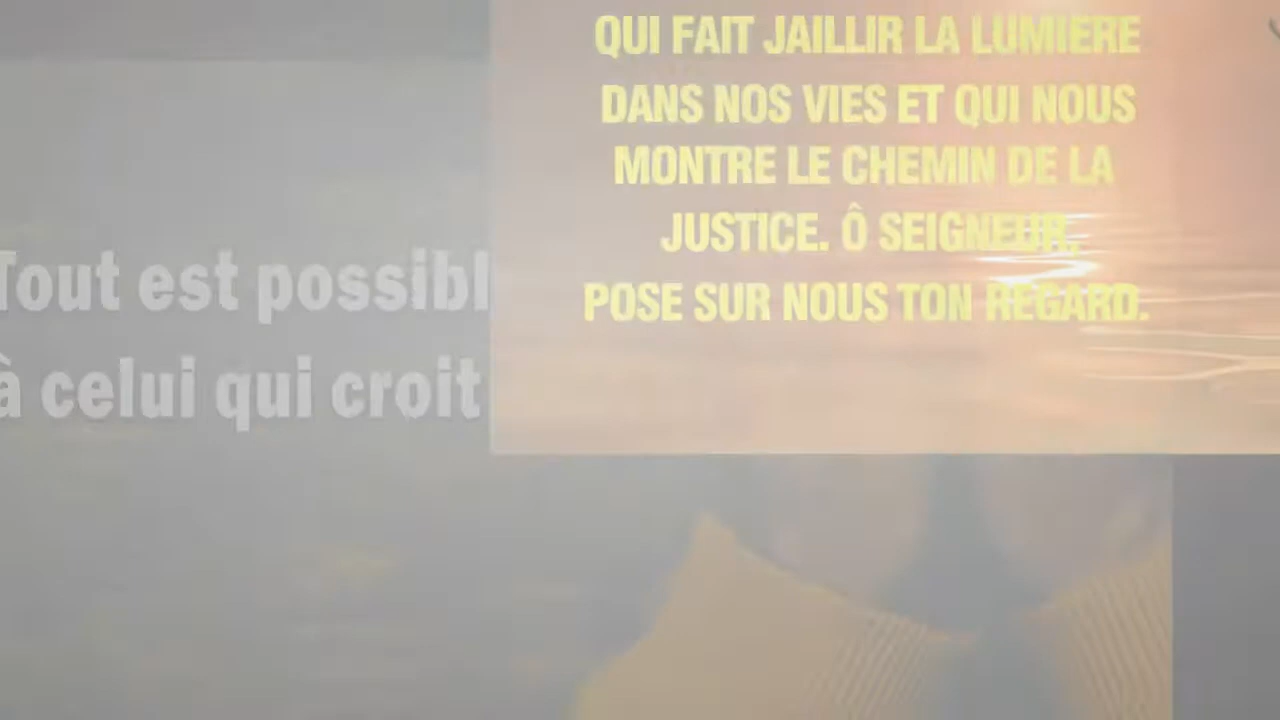 QUI FAIT JAILLIR LA LUMIERE
DANS NOS VIES ET QUI NOUS
MONTRE LE CHEMIN DE LA
JUSTICE. Ô SEIGNEUR,
POSE SUR NOUS TON REGARD.
Tout est possibl
à celui qui croit